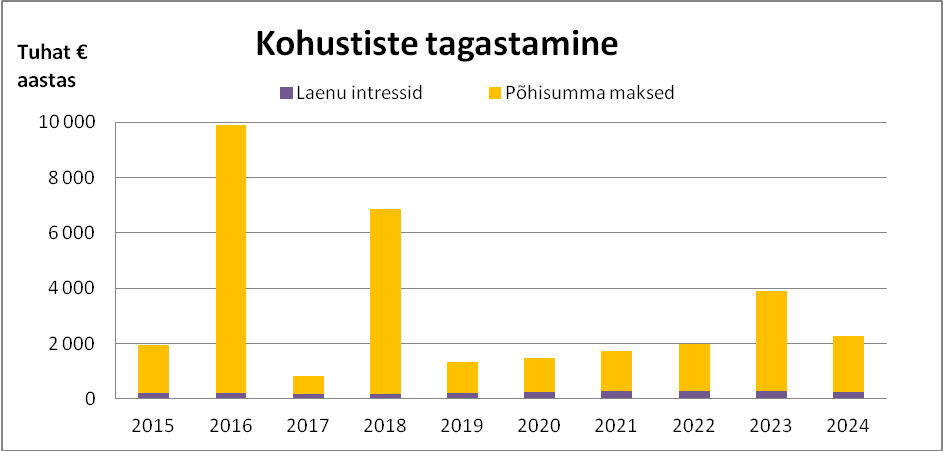 Kohustiste tagastamine
Tuhat €
aastas
Laenu intressid
Põhisumma maksed
10 000
8 000
6 000
4 000
2 000
0
2015 2016 2017 2018 2019 2020 2021 2022 2023 2024